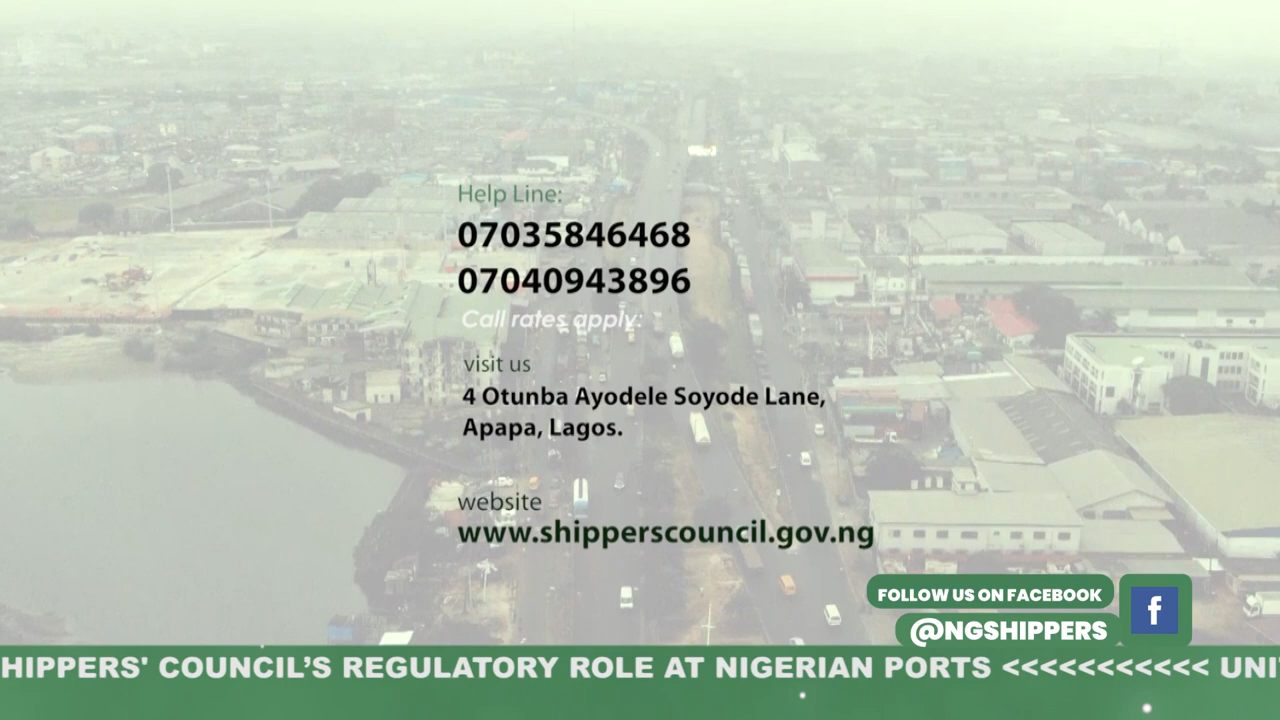 Help Line:
07035846468
07040943896
Call rates apply:
visit us
4 Otunba Ayodele Soyode Lane,
Apapa, Lagos.
website
www.shipperscouncil.gov.ng
FOLLOW US ON FACEBOOK
f
@NGSHIPPERS
HIPPERS' COUNCIL’S REGULATORY ROLE AT NIGERIAN PORTS <<<<<<<<<<< UNI